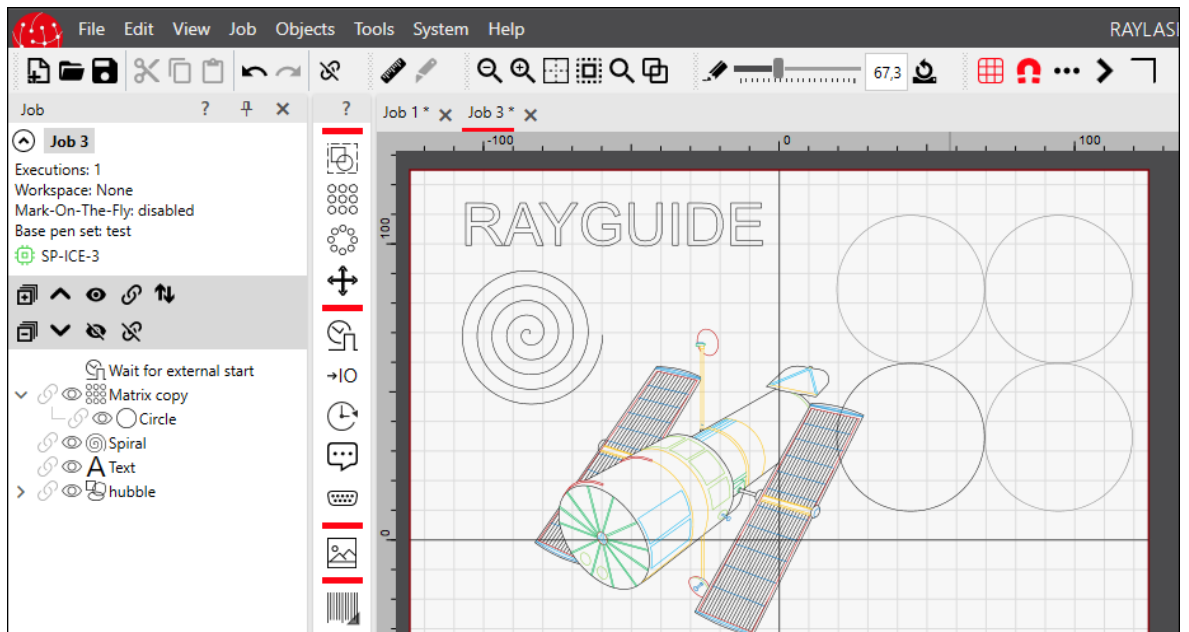 File Edit View Job Objects Tools System Help RAYLAS
67,3
Job ? ?
Job 1 * Job 3 *
Job 3
Executions: 1
Workspace: None
Mark-On-The-Fly: disabled
Base pen set: test
SP-ICE-3
-100 0 100
100
0
RAYGUIDE
→IO
Wait for external start
Matrix copy
Circle
Spiral
A Text
hubble